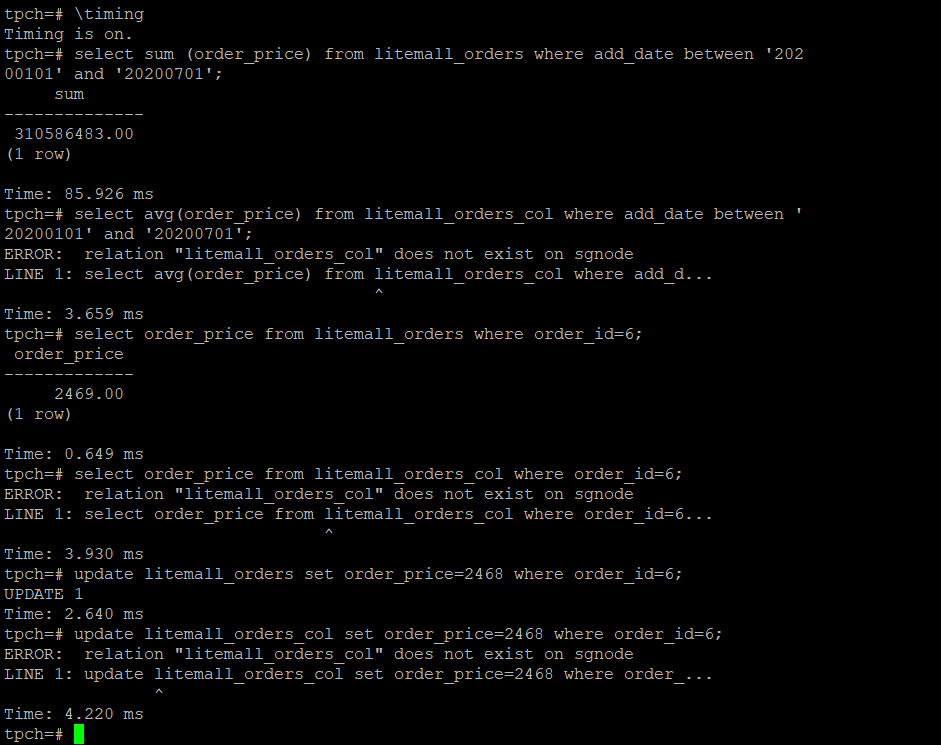 tpch=# \timing
Timing is on.
tpch=# select sum (order_price) from litemall_orders where add_date between '202
00101' and '20200701';
     sum
--------------
 310586483.00
(1 row)

Time: 85.926 ms
tpch=# select avg(order_price) from litemall_orders_col where add_date between '
20200101' and '20200701';
ERROR:  relation "litemall_orders_col" does not exist on sgnode
LINE 1: select avg(order_price) from litemall_orders_col where add_d...
                                     ^
Time: 3.659 ms
tpch=# select order_price from litemall_orders where order_id=6;
 order_price
-------------
     2469.00
(1 row)

Time: 0.649 ms
tpch=# select order_price from litemall_orders_col where order_id=6;
ERROR:  relation "litemall_orders_col" does not exist on sgnode
LINE 1: select order_price from litemall_orders_col where order_id=6...
                                ^
Time: 3.930 ms
tpch=# update litemall_orders set order_price=2468 where order_id=6;
UPDATE 1
Time: 2.640 ms
tpch=# update litemall_orders_col set order_price=2468 where order_id=6;
ERROR:  relation "litemall_orders_col" does not exist on sgnode
LINE 1: update litemall_orders_col set order_price=2468 where order_...
               ^
Time: 4.220 ms
tpch=#